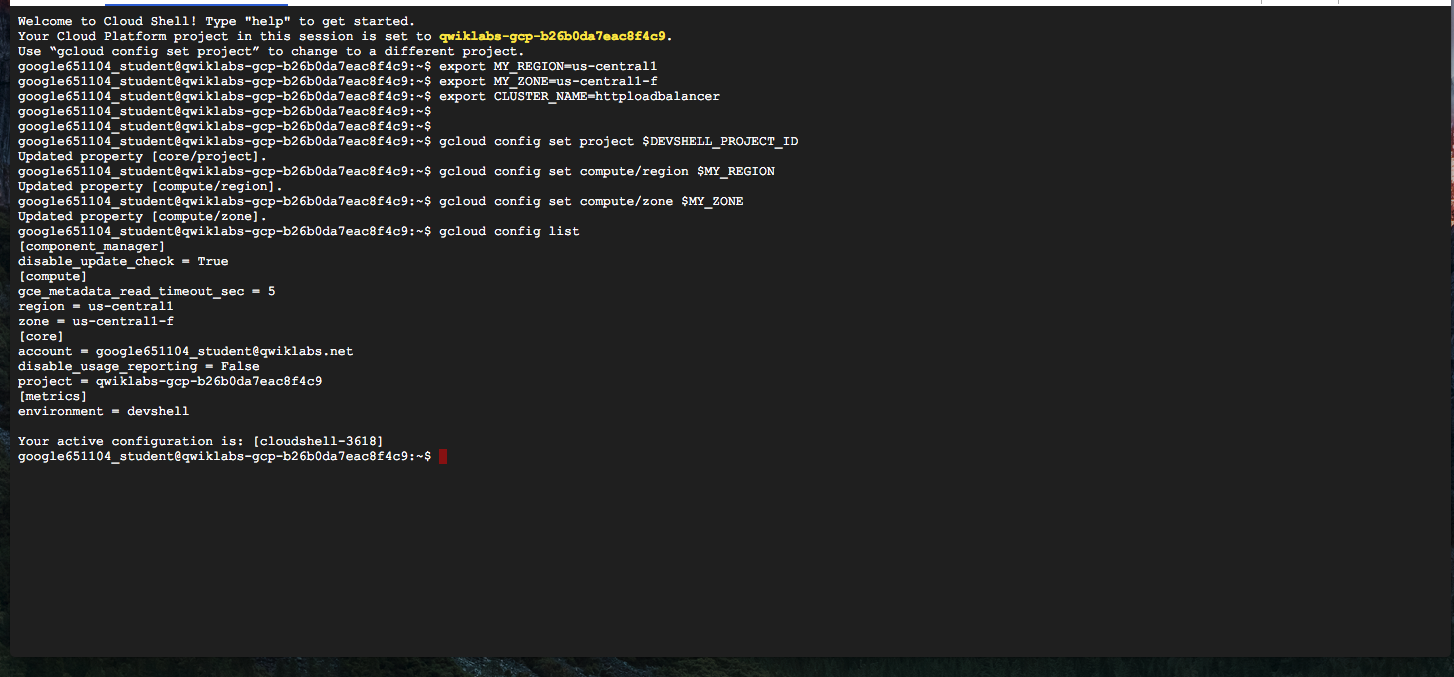 Welcome to Cloud Shell! Type "help" to get started.
Your Cloud Platform project in this session is set to qwiklabs-gcp-b26b0da7eac8f4c9.
Use “gcloud config set project” to change to a different project.
google651104_student@qwiklabs-gcp-b26b0da7eac8f4c9:~$ export MY_REGION=us-central1
google651104_student@qwiklabs-gcp-b26b0da7eac8f4c9:~$ export MY_ZONE=us-central1-f
google651104_student@qwiklabs-gcp-b26b0da7eac8f4c9:~$ export CLUSTER_NAME=httploadbalancer
google651104_student@qwiklabs-gcp-b26b0da7eac8f4c9:~$
google651104_student@qwiklabs-gcp-b26b0da7eac8f4c9:~$
google651104_student@qwiklabs-gcp-b26b0da7eac8f4c9:~$ gcloud config set project $DEVSHELL_PROJECT_ID
Updated property [core/project].
google651104_student@qwiklabs-gcp-b26b0da7eac8f4c9:~$ gcloud config set compute/region $MY_REGION
Updated property [compute/region].
google651104_student@qwiklabs-gcp-b26b0da7eac8f4c9:~$ gcloud config set compute/zone $MY_ZONE
Updated property [compute/zone].
google651104_student@qwiklabs-gcp-b26b0da7eac8f4c9:~$ gcloud config list
[component_manager]
disable_update_check = True
[compute]
gce_metadata_read_timeout_sec = 5
region = us-central1
zone = us-central1-f
[core]
account = google651104_student@qwiklabs.net
disable_usage_reporting = False
project = qwiklabs-gcp-b26b0da7eac8f4c9
[metrics]
environment = devshell
Your active configuration is: [cloudshell-3618]
google651104_student@qwiklabs-gcp-b26b0da7eac8f4c9:~$